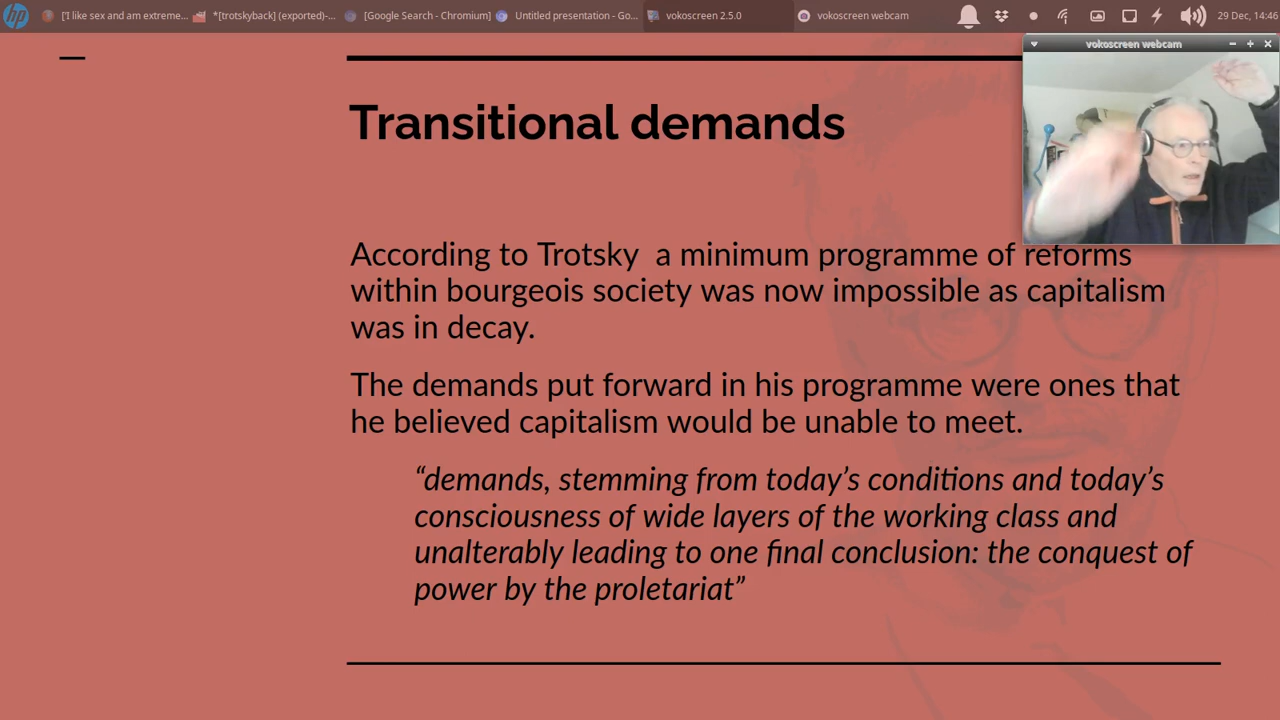 ['I like sex and am extreme...
*[trotskyback] (exported)-...
[Google Search - Chromium]
Untitled presentation - Go...
vokoscreen 2.5.0
vokoscreen webcam
29 Dec, 14:46
hp
vokoscreen webcam
Transitional demands
According to Trotsky a minimum programme of reforms
within bourgeois society was now impossible as capitalism
was in decay.
The demands put forward in his programme were ones that
he believed capitalism would be unable to meet.
“demands, stemming from today’s conditions and today’s
consciousness of wide layers of the working class and
unalterably leading to one final conclusion: the conquest of
power by the proletariat”